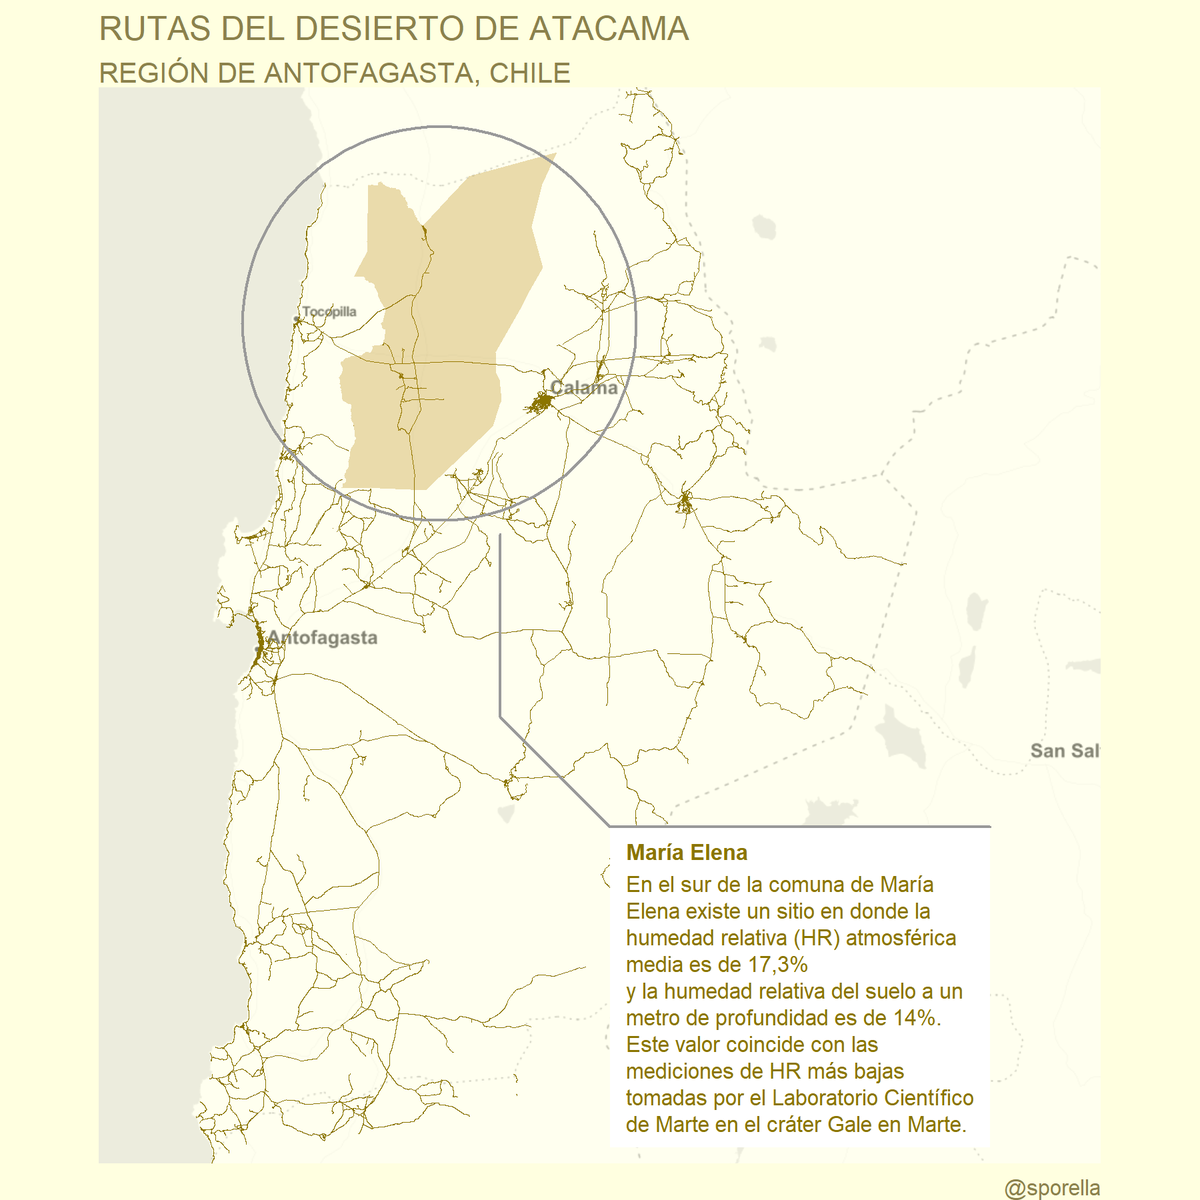 RUTAS DEL DESIERTO DE ATACAMA
REGIÓN DE ANTOFAGASTA, CHILE
Tocopilla
Calama
Antofagasta
San Sal
María Elena
En el sur de la comuna de María
Elena existe un sitio en donde la
humedad relativa (HR) atmosférica
media es de 17,3%
y la humedad relativa del suelo a un
metro de profundidad es de 14%.
Este valor coincide con las
mediciones de HR más bajas
tomadas por el Laboratorio Científico
de Marte en el cráter Gale en Marte.
@sporella